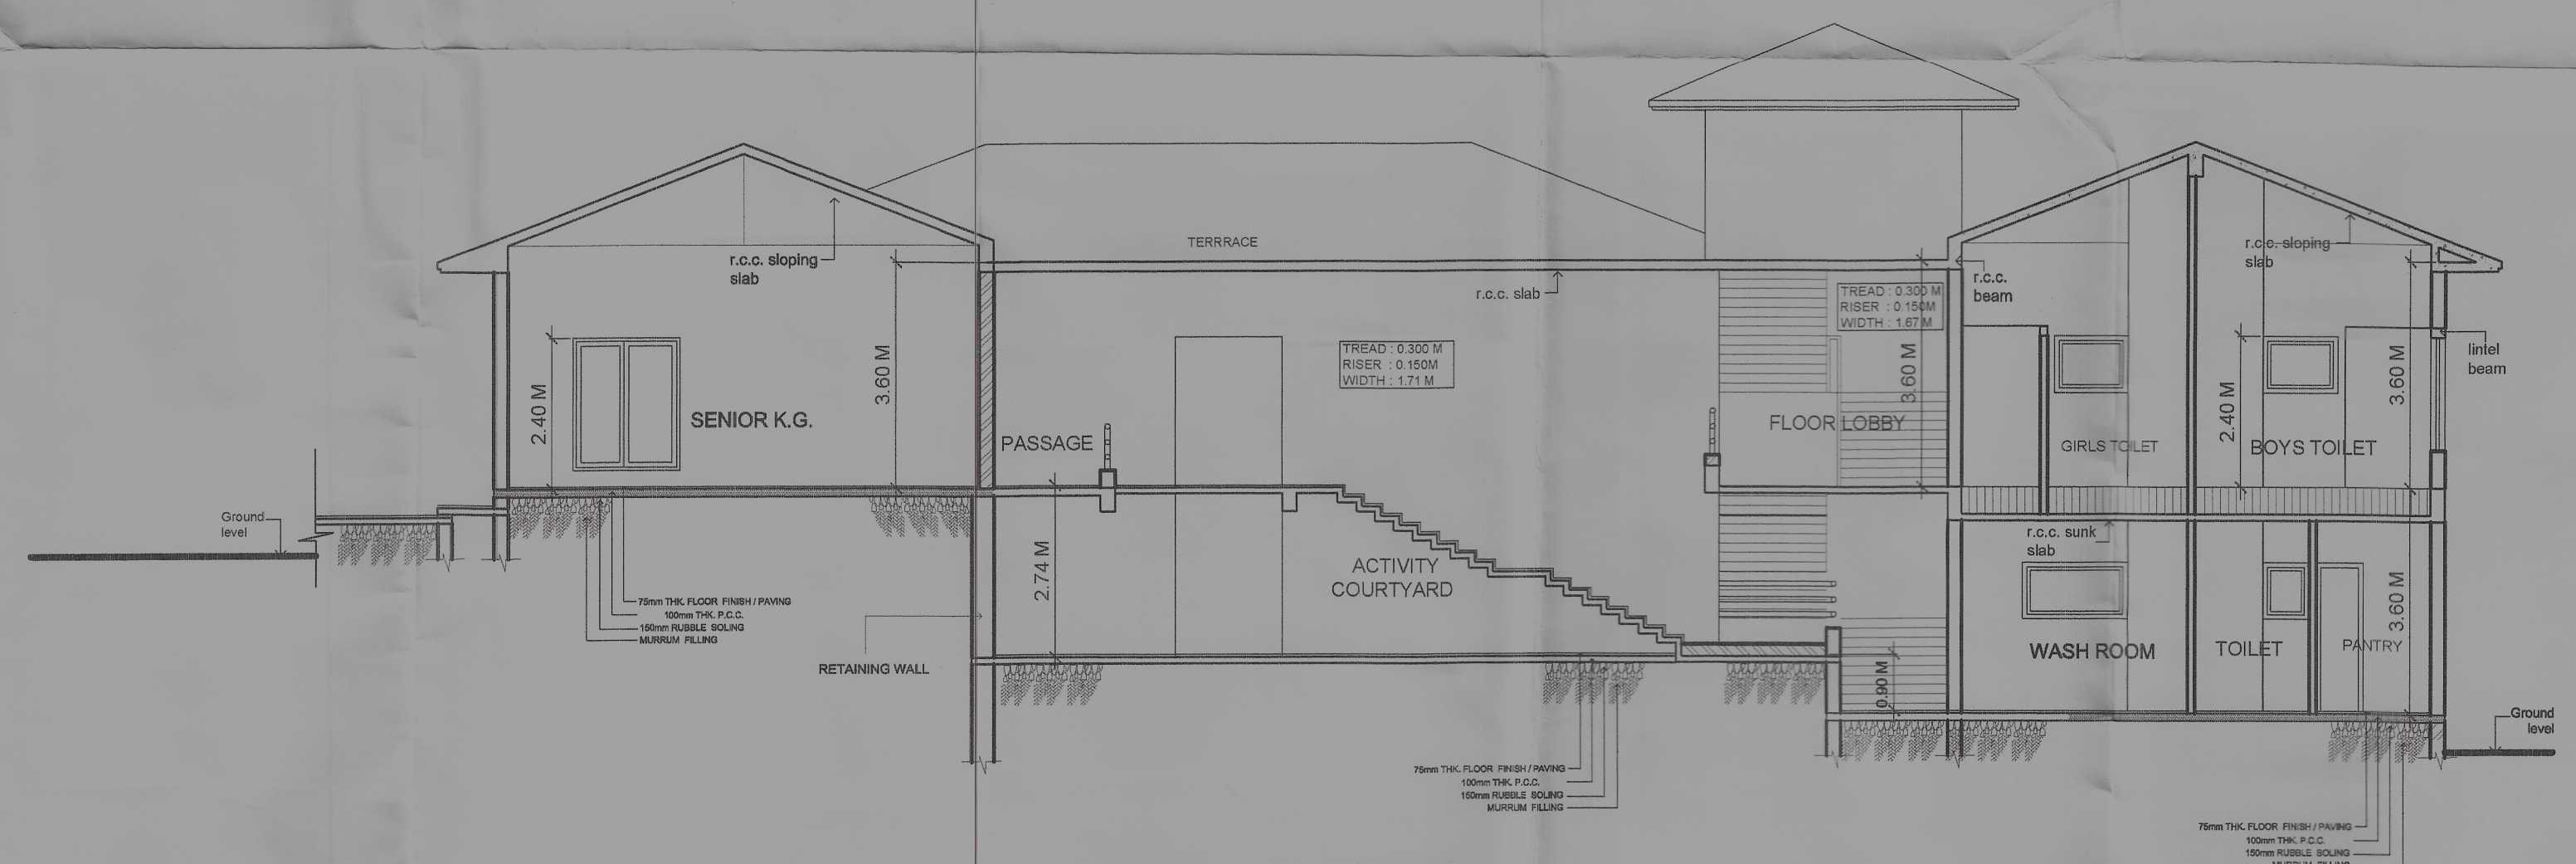 TERRRACE
r.c.c. sloping
slab
r.c.c. sloping
slab
r.c.c. slab
r.c.c.
beam
TREAD : 0.300 M
RISER : 0.150M
WIDTH : 1.67 M
TREAD : 0.300 M
RISER : 0.150M
WIDTH : 1.71 M
lintel
beam
2.40 M
SENIOR K.G.
3.60 M
PASSAGE
FLOOR LOBBY
3.60 M
GIRLS TOILET
2.40 M
BOYS TOILET
3.60 M
Ground
level
r.c.c. sunk
slab
2.74 M
ACTIVITY
COURTYARD
75mm THK. FLOOR FINISH / PAVING
100mm THK. P.C.C.
150mm RUBBLE SOLING
MURRUM FILLING
RETAINING WALL
0.90 M
WASH ROOM
TOILET
PANTRY
3.60 M
Ground
level
75mm THK. FLOOR FINISH / PAVING
100mm THK. P.C.C.
150mm RUBBLE SOLING
MURRUM FILLING
75mm THK. FLOOR FINISH / PAVING
100mm THK. P.C.C.
150mm RUBBLE SOLING